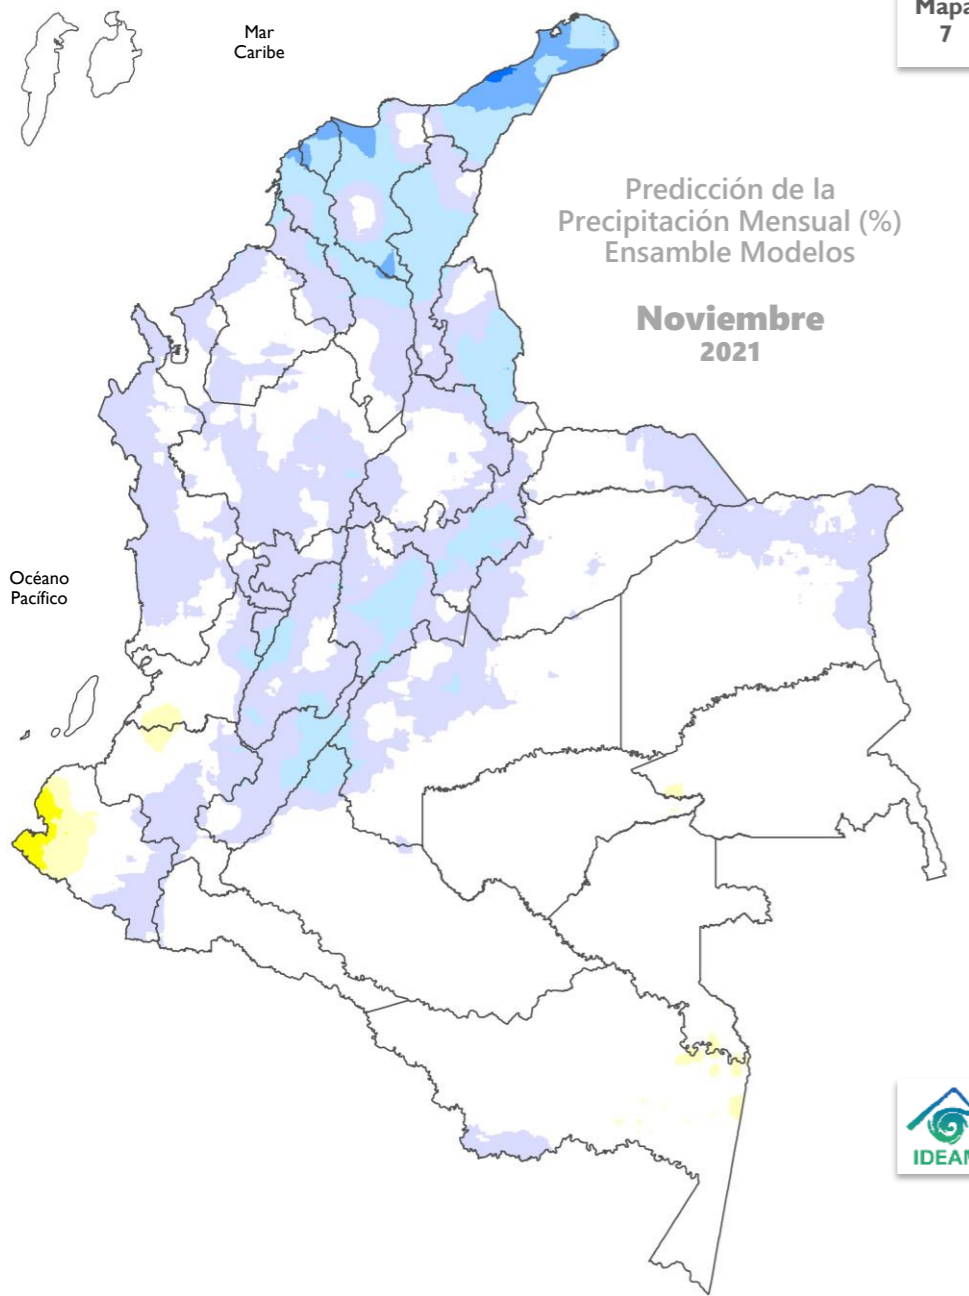 Mapa
7
Mar
Caribe
Predicción de la
Precipitación Mensual (%)
Ensamble Modelos
Noviembre
2021
Océano
Pacífico
IDEAM